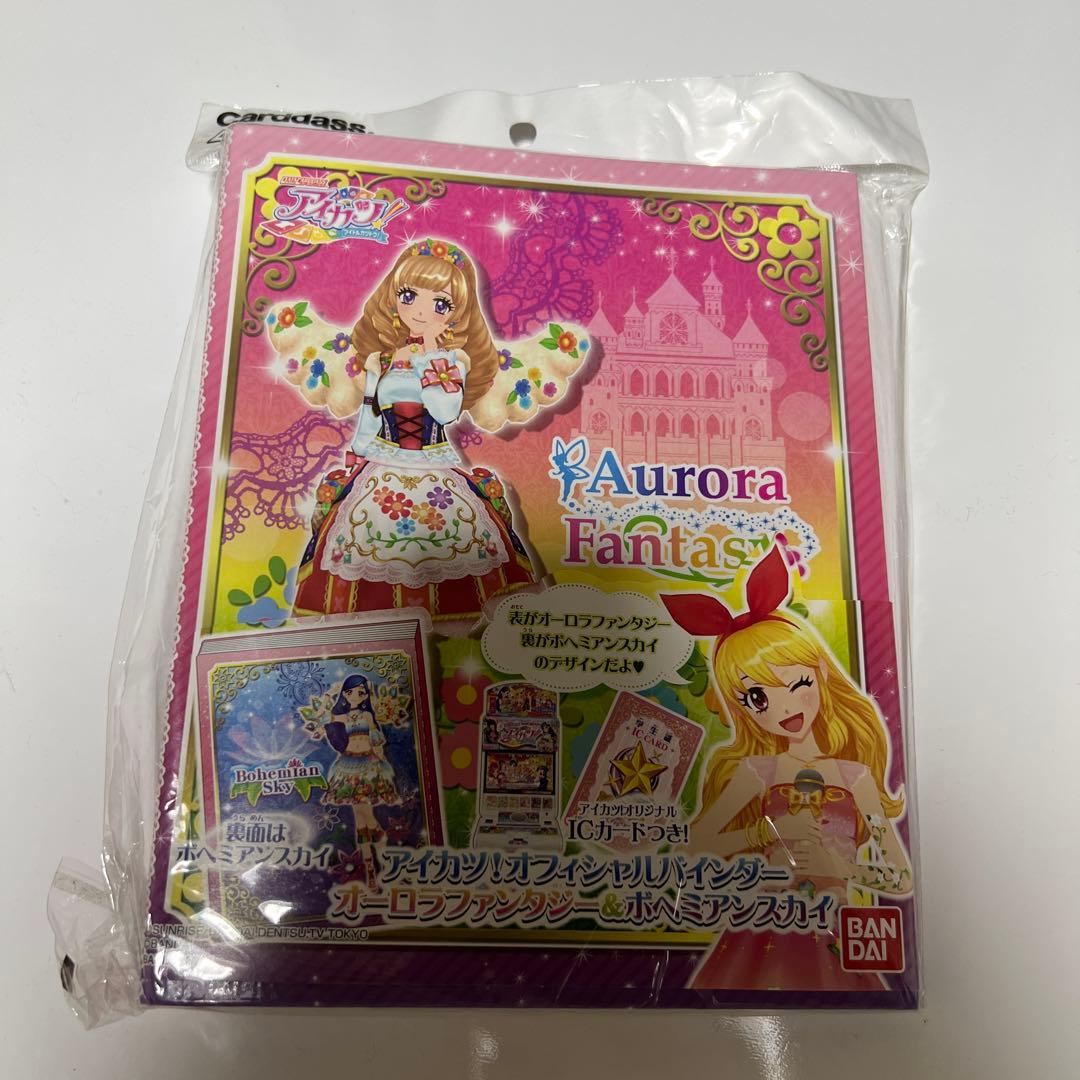 Carddass
アイカツ!
アイドルカツドウ!
Aurora
Fantasy
表がオーロラファンタジー
裏がボヘミアンスカイ
のデザインだよ♥
Bohemian
Sky
裏面は
ボヘミアンスカイ
学生証
IC CARD
アイカツ!オリジナル
ICカードつき!
アイカツ!オフィシャルバインダー
オーロラファンタジー&ボヘミアンスカイ
DENTSU・TV TOKYO
BAN
DAI